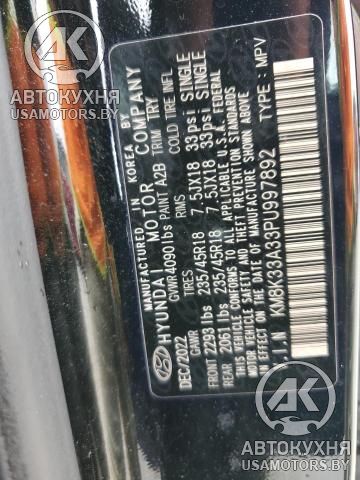 АВТОКУХНЯ
USAMOTORS.BY
MANUFACTURED IN KOREA BY
HYUNDAI MOTOR COMPANY
DEC/2022 GVWR 4090 lbs PAINT A2B TRIM TRY
GAWR RIMS COLD TIRE INFL
FRONT 2293 lbs 235/45R18 7.5JX18 33psi SINGLE
REAR 2061 lbs 235/45R18 7.5JX18 33psi SINGLE
THIS VEHICLE CONFORMS TO ALL APPLICABLE U.S. FEDERAL
MOTOR VEHICLE SAFETY AND THEFT PREVENTION STANDARDS
IN EFFECT ON THE DATE OF MANUFACTURE SHOWN ABOVE.
V.I.N KM8K33A33PU997892 TYPE : MPV
АВТОКУХНЯ
USAMOTORS.BY